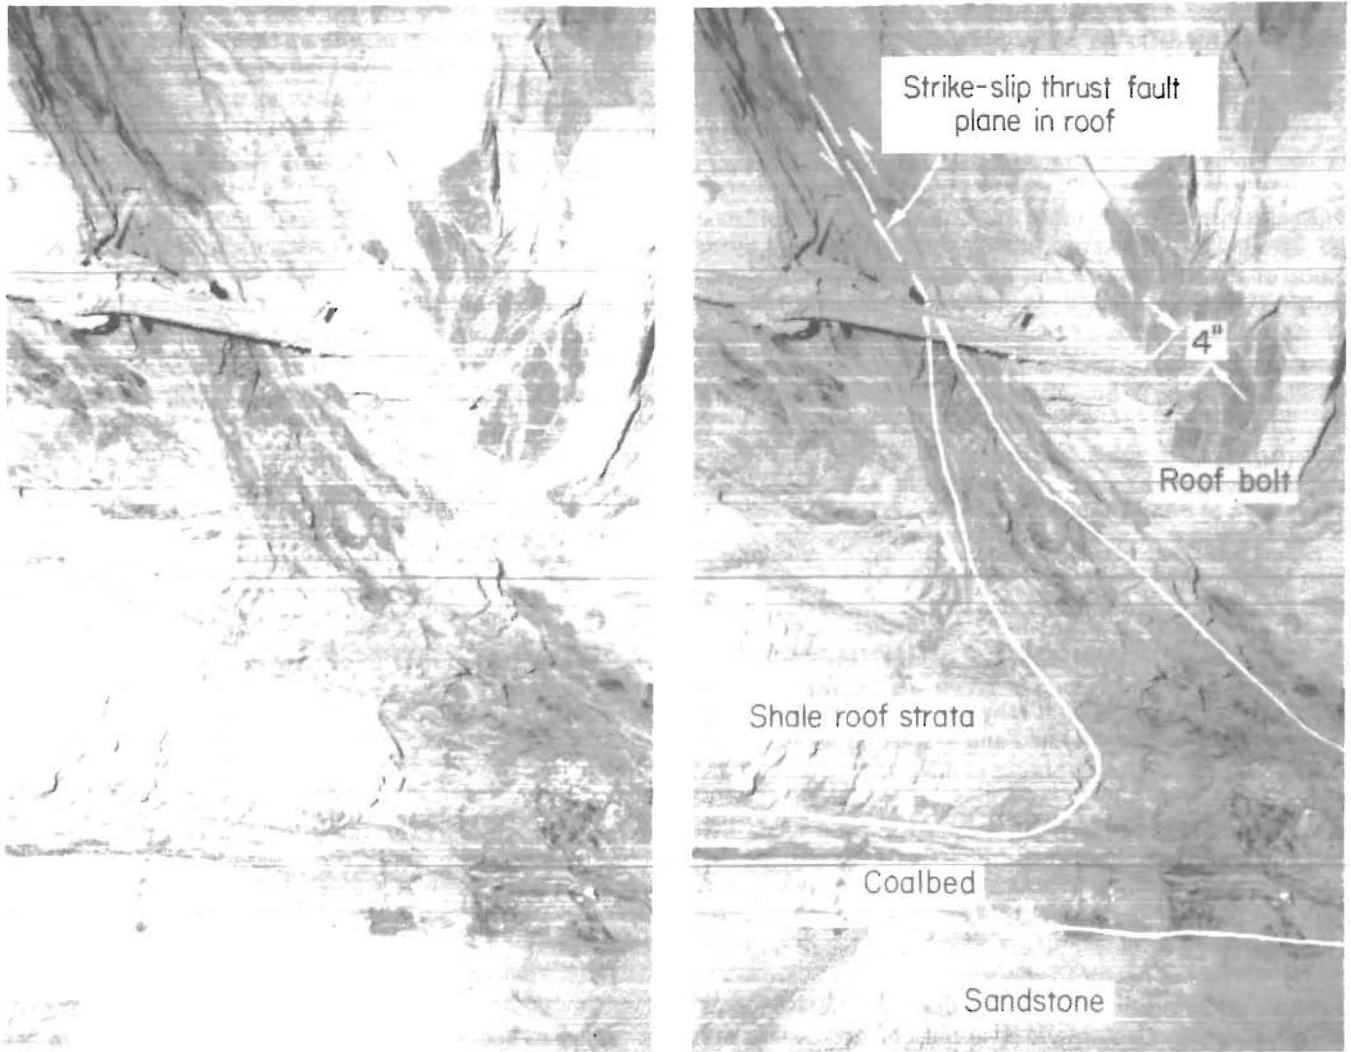 Strike-slip thrust fault
plane in roof
4"
Roof bolt
Shale roof strata
Coalbed
Sandstone